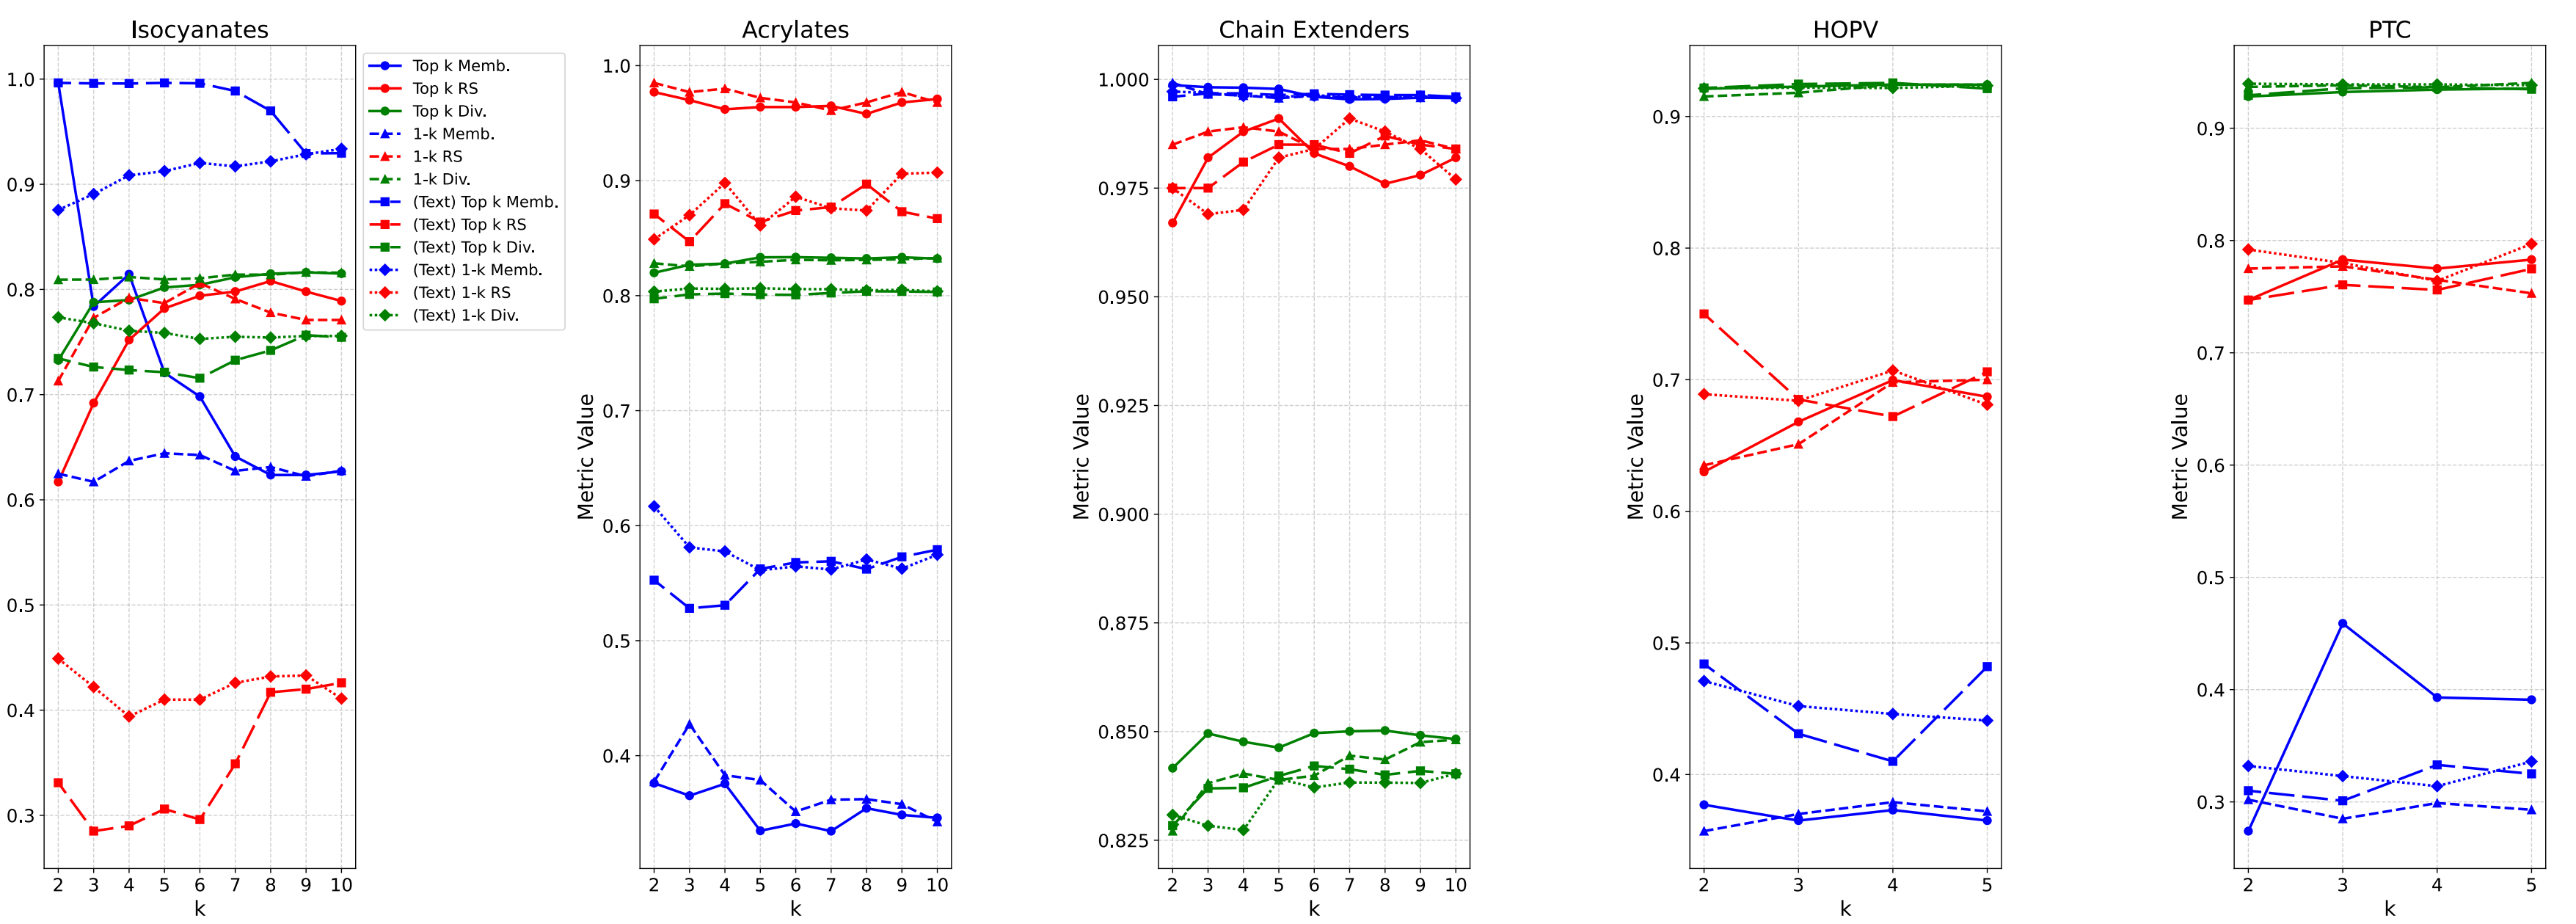 Isocyanates
1.0
0.9
0.8
0.7
0.6
0.5
0.4
0.3
2 3 4 5 6 7 8 9 10
k
Top k Memb.
Top k RS
Top k Div.
1-k Memb.
1-k RS
1-k Div.
(Text) Top k Memb.
(Text) Top k RS
(Text) Top k Div.
(Text) 1-k Memb.
(Text) 1-k RS
(Text) 1-k Div.
Acrylates
Metric Value
1.0
0.9
0.8
0.7
0.6
0.5
0.4
2 3 4 5 6 7 8 9 10
k
Chain Extenders
Metric Value
1.000
0.975
0.950
0.925
0.900
0.875
0.850
0.825
2 3 4 5 6 7 8 9 10
k
HOPV
Metric Value
0.9
0.8
0.7
0.6
0.5
0.4
2 3 4 5
k
PTC
Metric Value
0.9
0.8
0.7
0.6
0.5
0.4
0.3
2 3 4 5
k